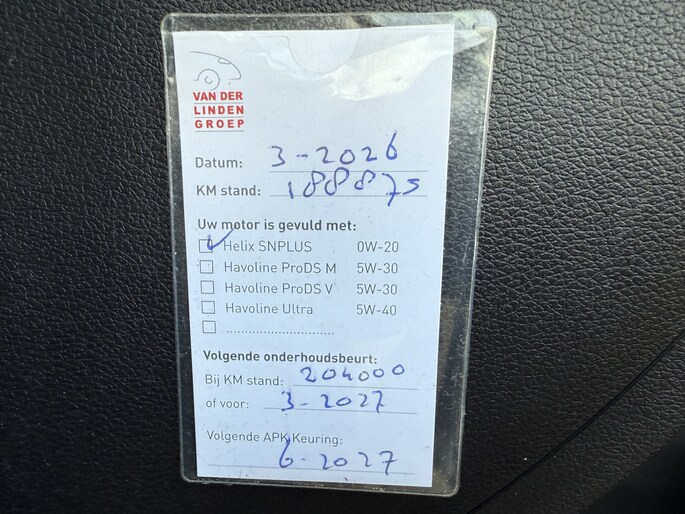 VAN DER
LINDEN
GROEP
Datum: 3-2026
KM stand: 188875
Uw motor is gevuld met:
Helix SNPLUS 0W-20
Havoline ProDS M 5W-30
Havoline ProDS V 5W-30
Havoline Ultra 5W-40
..............................
Volgende onderhoudsbeurt:
Bij KM stand: 204000
of voor: 3-2027
Volgende APK Keuring:
6-2027